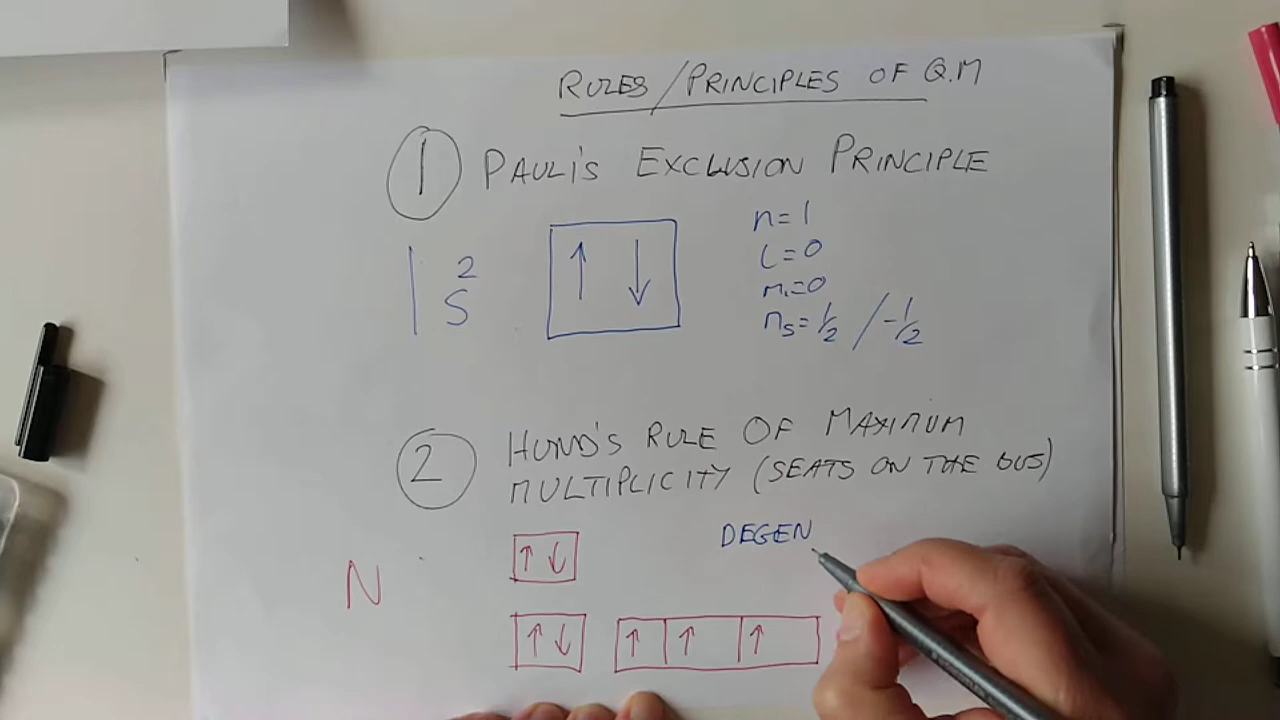 RULES/PRINCIPLES OF Q.M
1 PAULI'S EXCLUSION PRINCIPLE
1s² ↑ ↓
n=1
l=0
mₗ=0
ms=1/2 / -1/2
2 HUND'S RULE OF MAXIMUM
MULTIPLICITY (SEATS ON THE BUS)
↑↓ DEGEN
N
↑↓ ↑ ↑ ↑